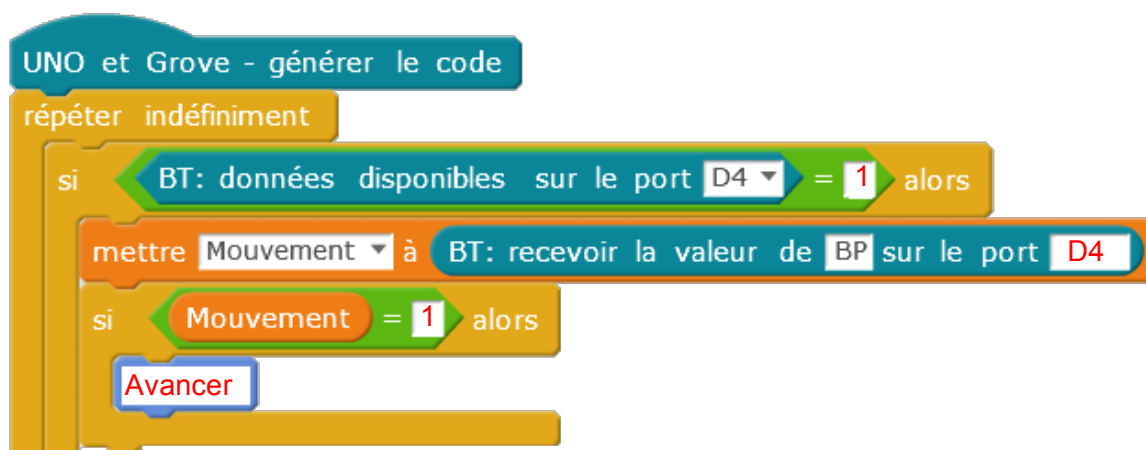 UNO et Grove - générer le code
répéter indéfiniment
si BT: données disponibles sur le port D4 = 1 alors
mettre Mouvement à BT: recevoir la valeur de BP sur le port D4
si Mouvement = 1 alors
Avancer